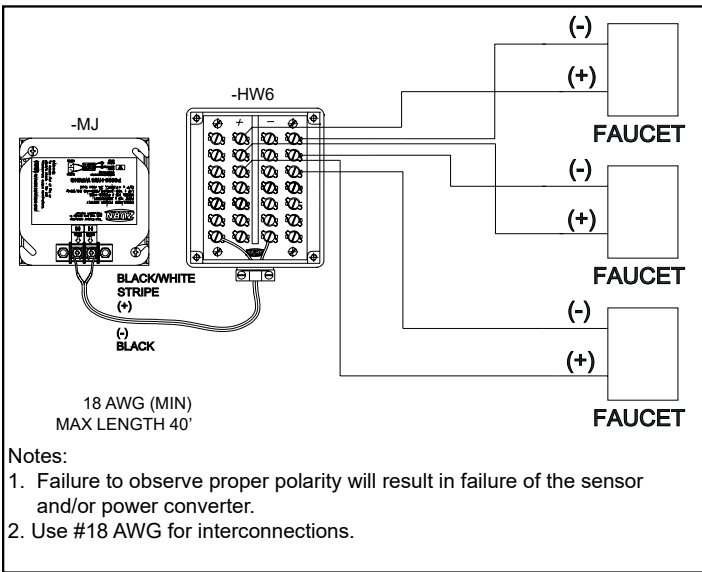 -MJ
-HW6
+ -
ZURN
N H
BLACK/WHITE
STRIPE
(+)
(-)
BLACK
18 AWG (MIN)
MAX LENGTH 40’
(-)
(+)
FAUCET
(-)
(+)
FAUCET
(-)
(+)
FAUCET
Notes:
1. Failure to observe proper polarity will result in failure of the sensor
and/or power converter.
2. Use #18 AWG for interconnections.